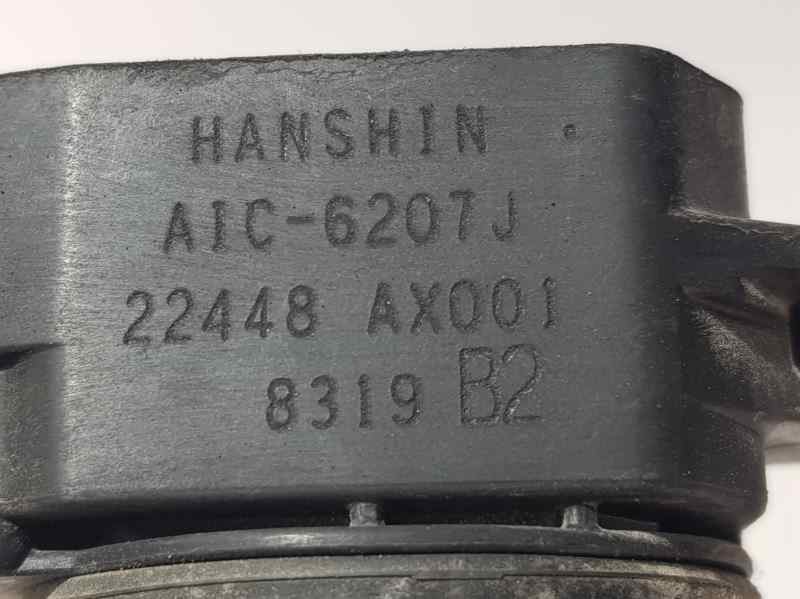 HANSHIN
AIC-6207J
22448 AX001
8319 B2